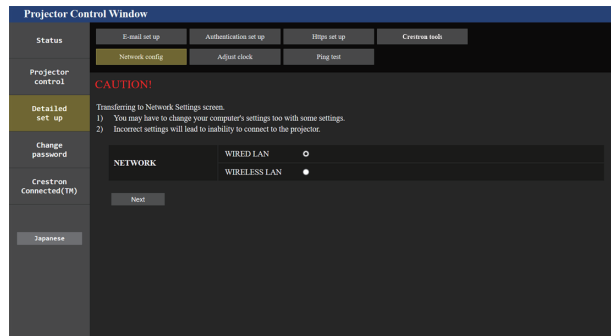 Projector Control Window
Status
Projector
control
Detailed
set up
Change
password
Crestron
Connected(TM)
Japanese
E-mail set up
Authentication set up
Https set up
Crestron tools
Network config
Adjust clock
Ping test
CAUTION!
Transferring to Network Settings screen.
1) You may have to change your computer's settings too with some settings.
2) Incorrect settings will lead to inability to connect to the projector.
NETWORK
WIRED LAN
WIRELESS LAN
Next